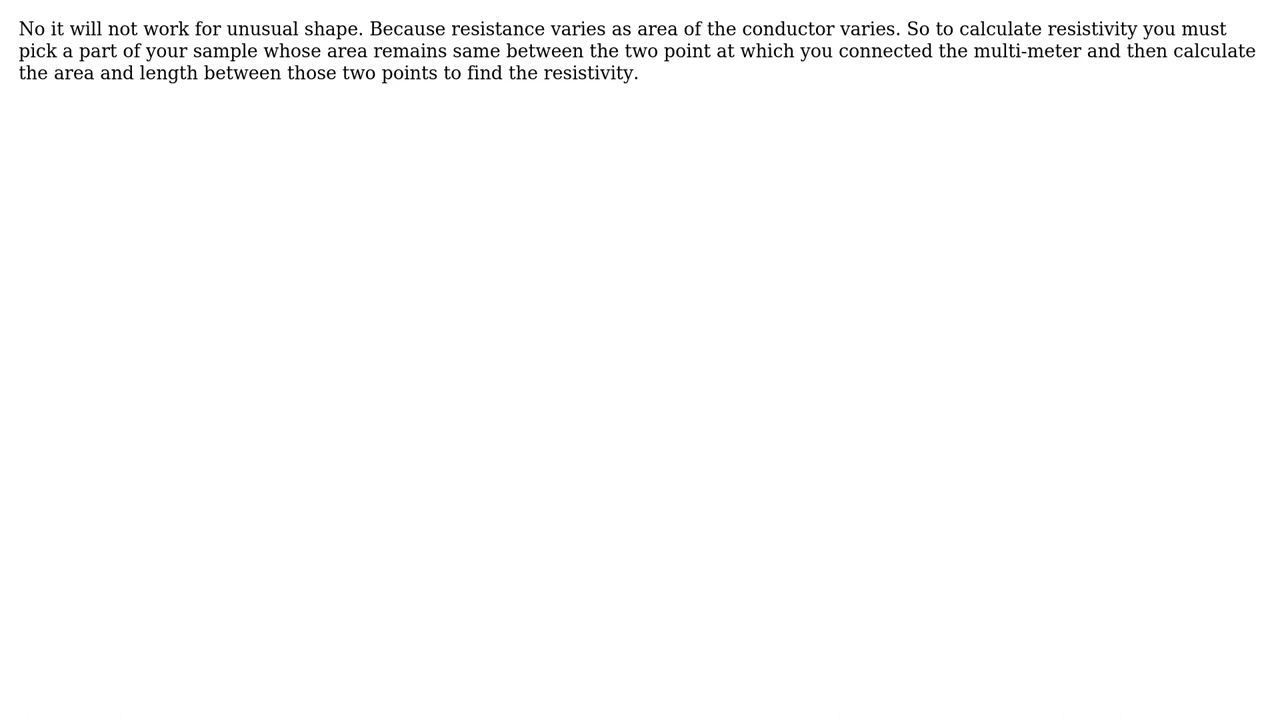 No it will not work for unusual shape. Because resistance varies as area of the conductor varies. So to calculate resistivity you must
pick a part of your sample whose area remains same between the two point at which you connected the multi-meter and then calculate
the area and length between those two points to find the resistivity.